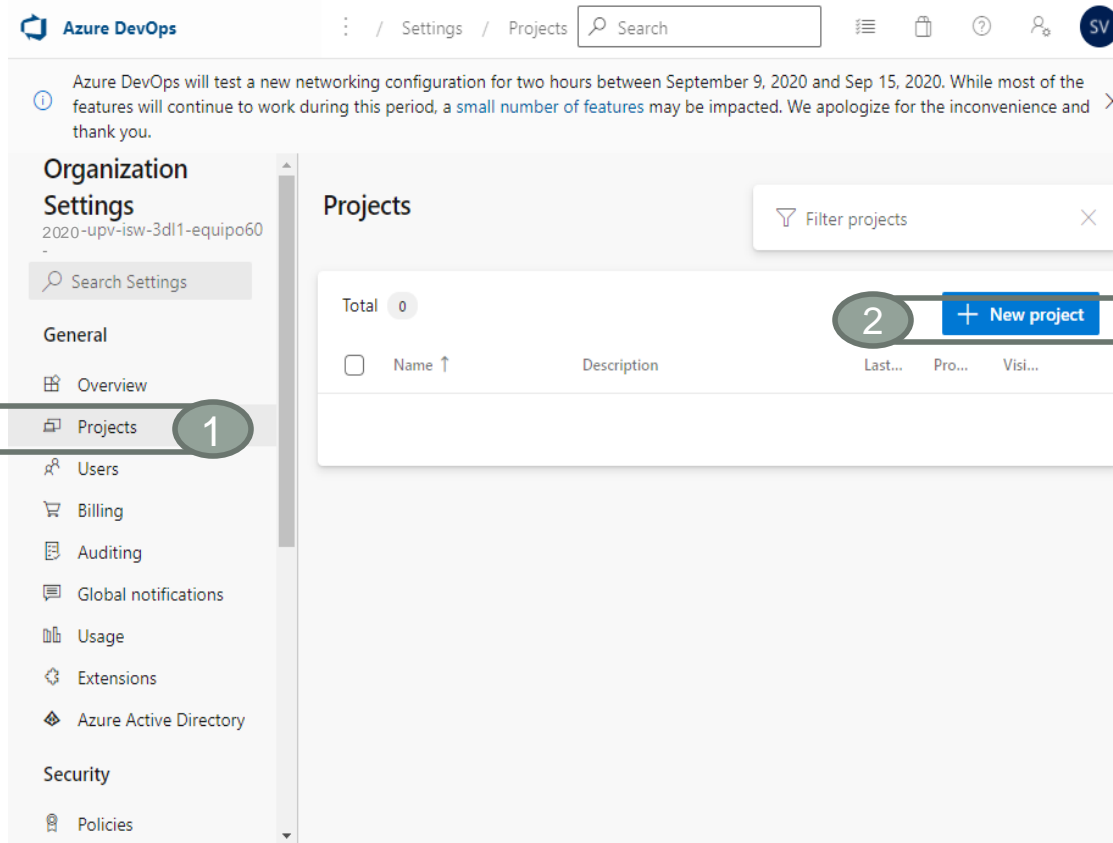 Azure DevOps
/ Settings / Projects
Search
SV
Azure DevOps will test a new networking configuration for two hours between September 9, 2020 and Sep 15, 2020. While most of the
features will continue to work during this period, a small number of features may be impacted. We apologize for the inconvenience and
thank you.
Organization
Settings
2020-upv-isw-3dl1-equipo60
-
Search Settings
General
Overview
Projects
1
Users
Billing
Auditing
Global notifications
Usage
Extensions
Azure Active Directory
Security
Policies
Projects
Filter projects
Total 0
2
+ New project
Name ↑ Description Last... Pro... Visi...